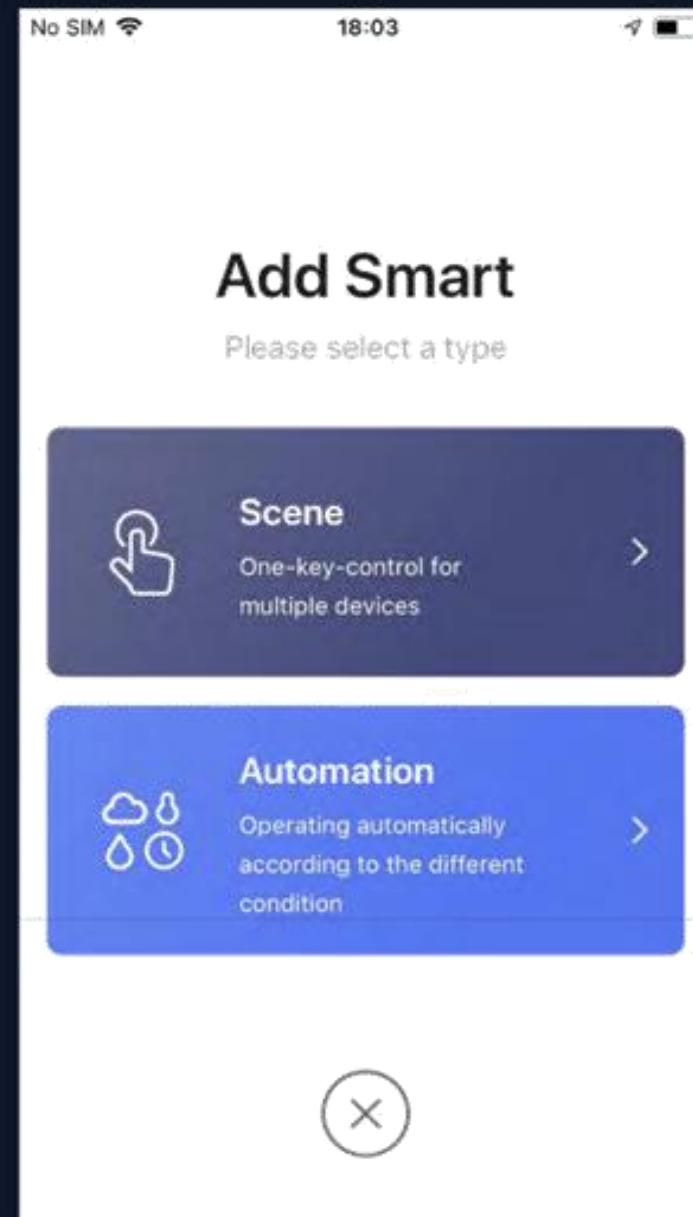 No SIM 18:03
Add Smart
Please select a type
Scene
One-key-control for
multiple devices
Automation
Operating automatically
according to the different
condition